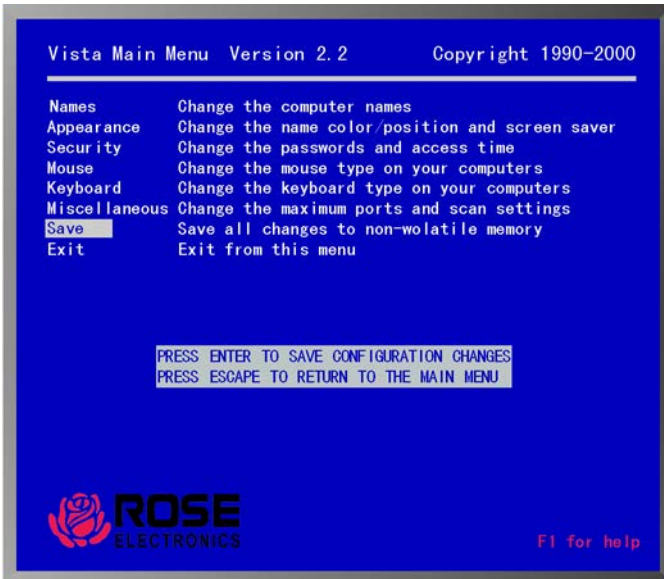 Vista Main Menu Version 2.2 Copyright 1990-2000
Names Change the computer names
Appearance Change the name color/position and screen saver
Security Change the passwords and access time
Mouse Change the mouse type on your computers
Keyboard Change the keyboard type on your computers
Miscellaneous Change the maximum ports and scan settings
Save Save all changes to non-wolatile memory
Exit Exit from this menu
PRESS ENTER TO SAVE CONFIGURATION CHANGES
PRESS ESCAPE TO RETURN TO THE MAIN MENU
ROSE
ELECTRONICS
F1 for help